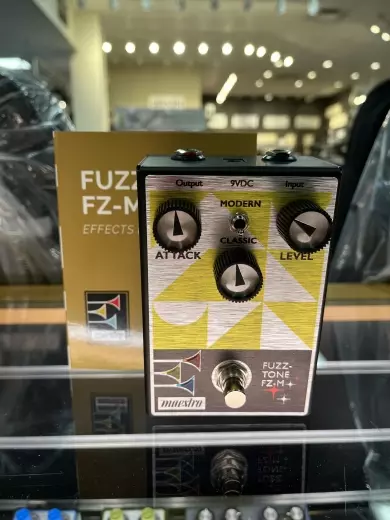 FUZZ
FZ-M
EFFECTS
Output 9VDC Input
MODERN
CLASSIC
ATTACK LEVEL
FUZZ-
TONE
FZ-M
maestro